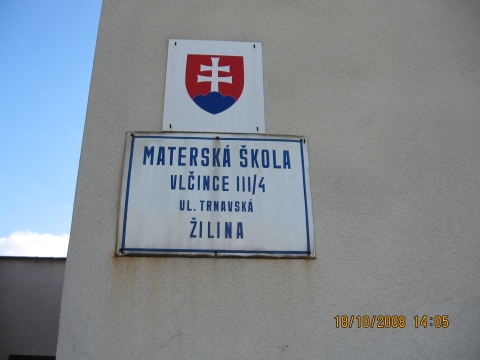 MATERSKÁ ŠKOLA
VLČINCE III/4
UL. TRNAVSKÁ
ŽILINA
18/10/2008 14:05